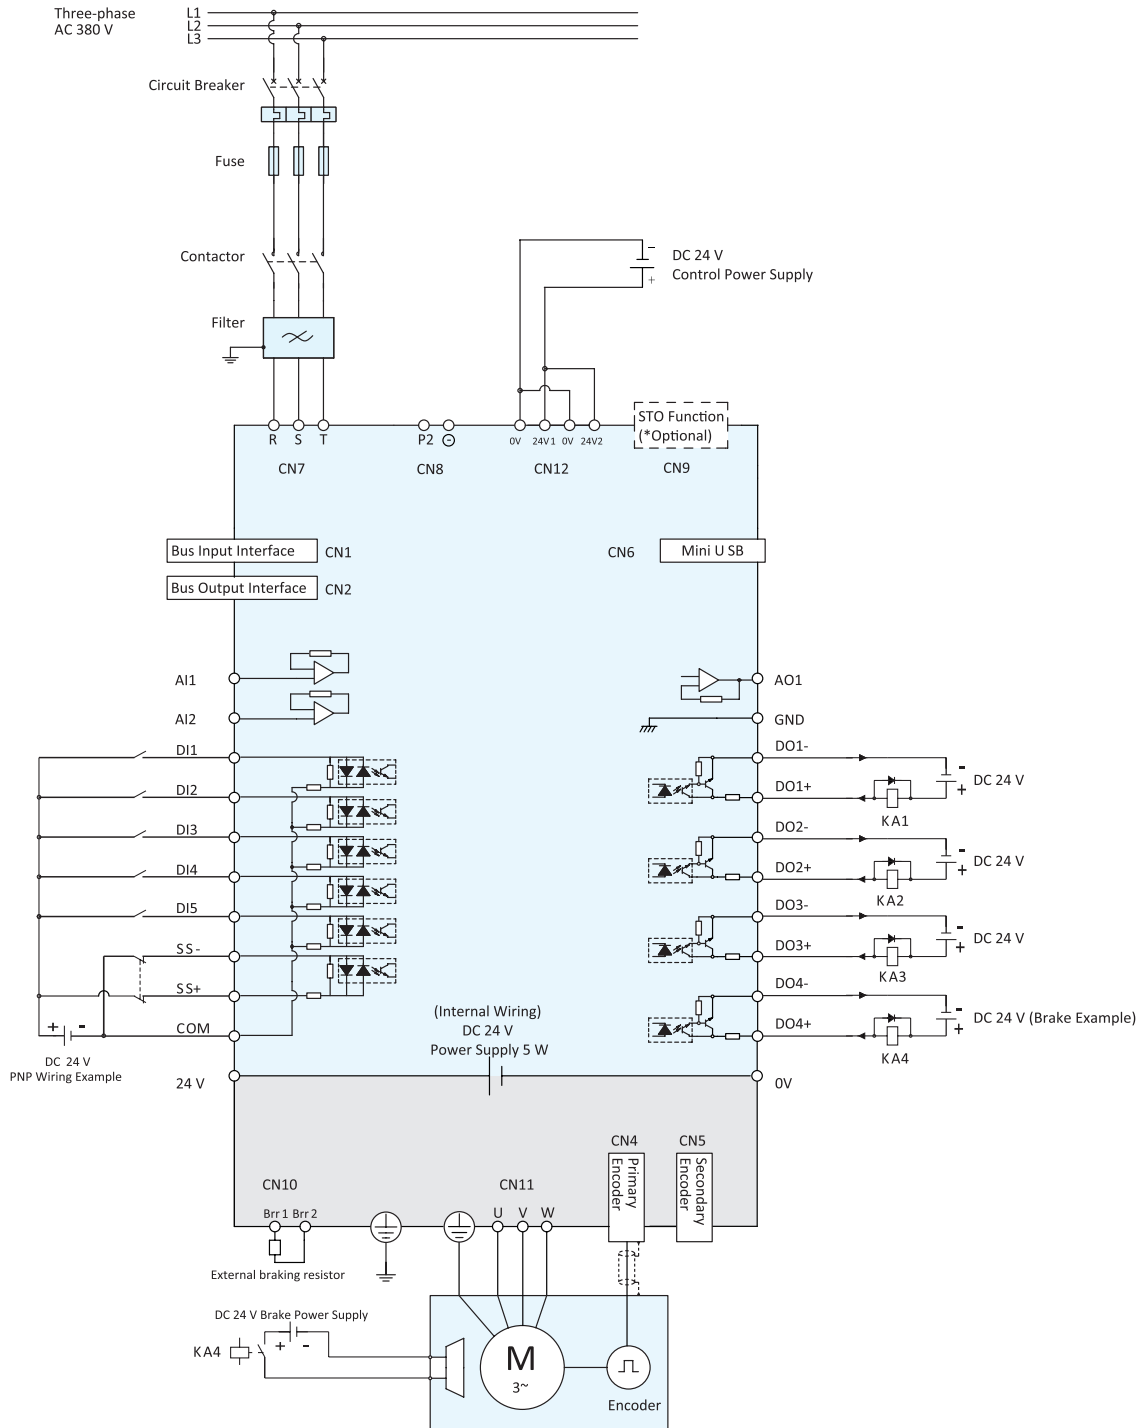 Three-phase
AC 380 V
L1
L2
L3
Circuit Breaker
Fuse
Contactor
Filter
DC 24 V
Control Power Supply
−
+
STO Function
(*Optional)
R S T
P2 ⊖
0V 24V1 0V 24V2
CN7
CN8
CN12
CN9
Bus Input Interface
CN1
CN6
Mini U SB
Bus Output Interface
CN2
AI1
AO1
AI2
GND
DI1
DO1-
DI2
DO1+
KA1
- + DC 24 V
DI3
DO2-
DI4
DO2+
KA2
- + DC 24 V
DI5
DO3-
SS-
DO3+
KA3
- + DC 24 V
SS+
DO4-
COM
DO4+
KA4
- + DC 24 V (Brake Example)
+ -
DC 24 V
PNP Wiring Example
(Internal Wiring)
DC 24 V
Power Supply 5 W
24 V
0V
CN4
Primary
Encoder
CN5
Secondary
Encoder
CN10
CN11
Brr 1 Brr 2
U V W
External braking resistor
DC 24 V Brake Power Supply
+ -
KA4
M
3~
Encoder